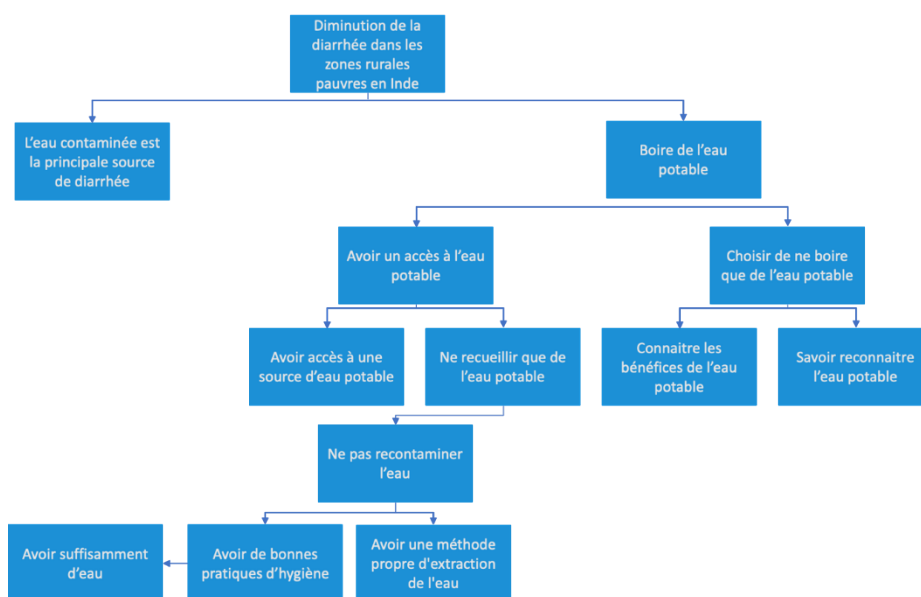 Diminution de la
diarrhée dans les
zones rurales
pauvres en Inde
L'eau contaminée est
la principale source
de diarrhée
Boire de l'eau
potable
Avoir un accès à l'eau
potable
Choisir de ne boire
que de l'eau potable
Avoir accès à une
source d'eau potable
Ne recueillir que de
l'eau potable
Connaitre les
bénéfices de l'eau
potable
Savoir reconnaitre
l'eau potable
Ne pas recontaminer
l'eau
Avoir suffisamment
d'eau
Avoir de bonnes
pratiques d'hygiène
Avoir une méthode
propre d'extraction
de l'eau